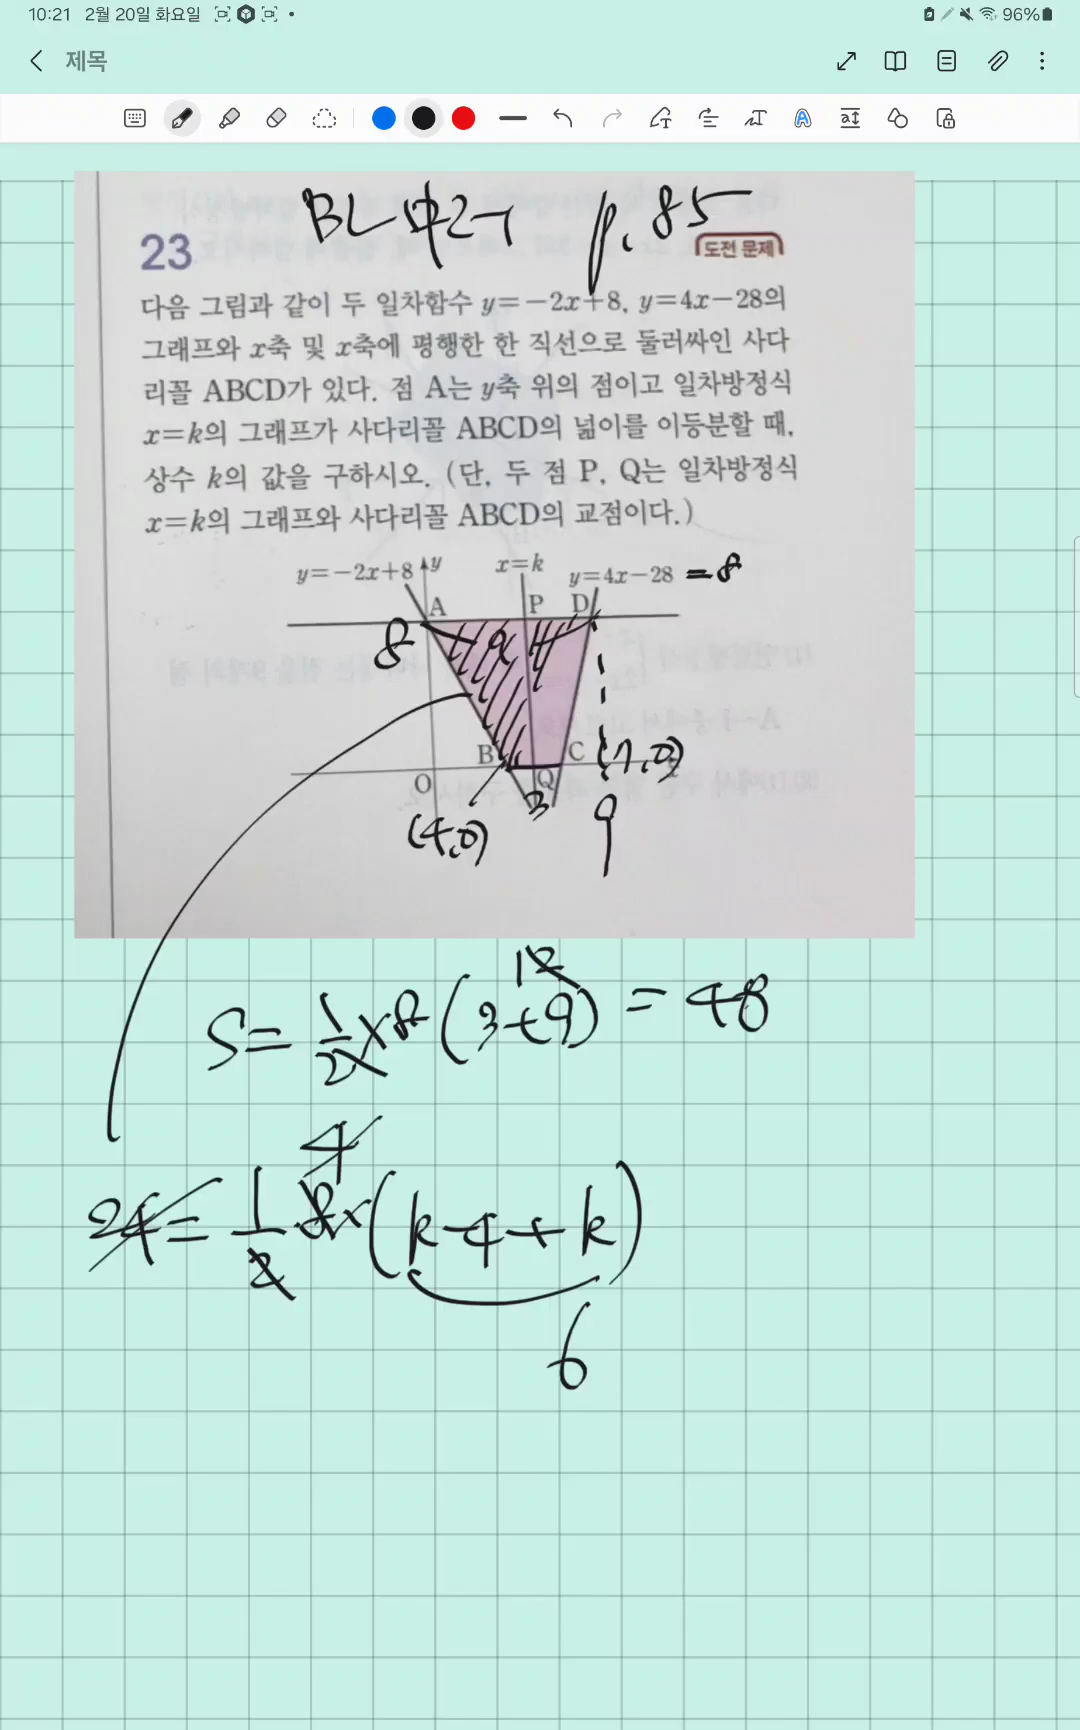 10:21 2월 20일 화요일 96%
제목
BL 중2-1 p.85
23 도전 문제
다음 그림과 같이 두 일차함수 y=-2x+8, y=4x-28의
그래프와 x축 및 x축에 평행한 한 직선으로 둘러싸인 사다
리꼴 ABCD가 있다. 점 A는 y축 위의 점이고 일차방정식
x=k의 그래프가 사다리꼴 ABCD의 넓이를 이등분할 때,
상수 k의 값을 구하시오. (단, 두 점 P, Q는 일차방정식
x=k의 그래프와 사다리꼴 ABCD의 교점이다.)
y=-2x+8 y x=k y=4x-28 =8
A P D
8 9
B C (7,0)
O Q
(4,0) 3 9
12
S= 1/2 x 8 (3+9) = 48
4
24= 1/2 · 8 x (k-4+k)
6